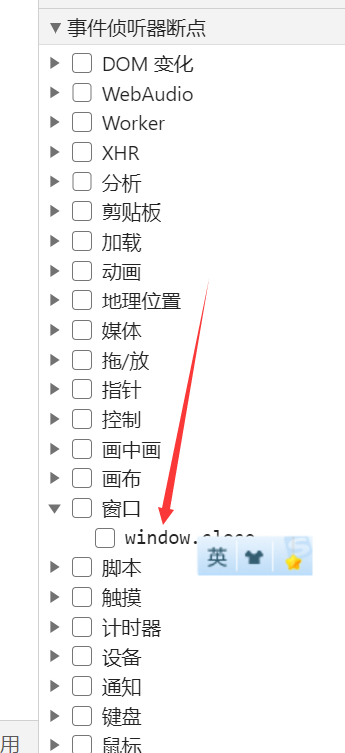 事件侦听器断点
DOM 变化
WebAudio
Worker
XHR
分析
剪贴板
加载
动画
地理位置
媒体
拖/放
指针
控制
画中画
画布
窗口
window.close
英
脚本
触摸
计时器
设备
通知
键盘
用
鼠标